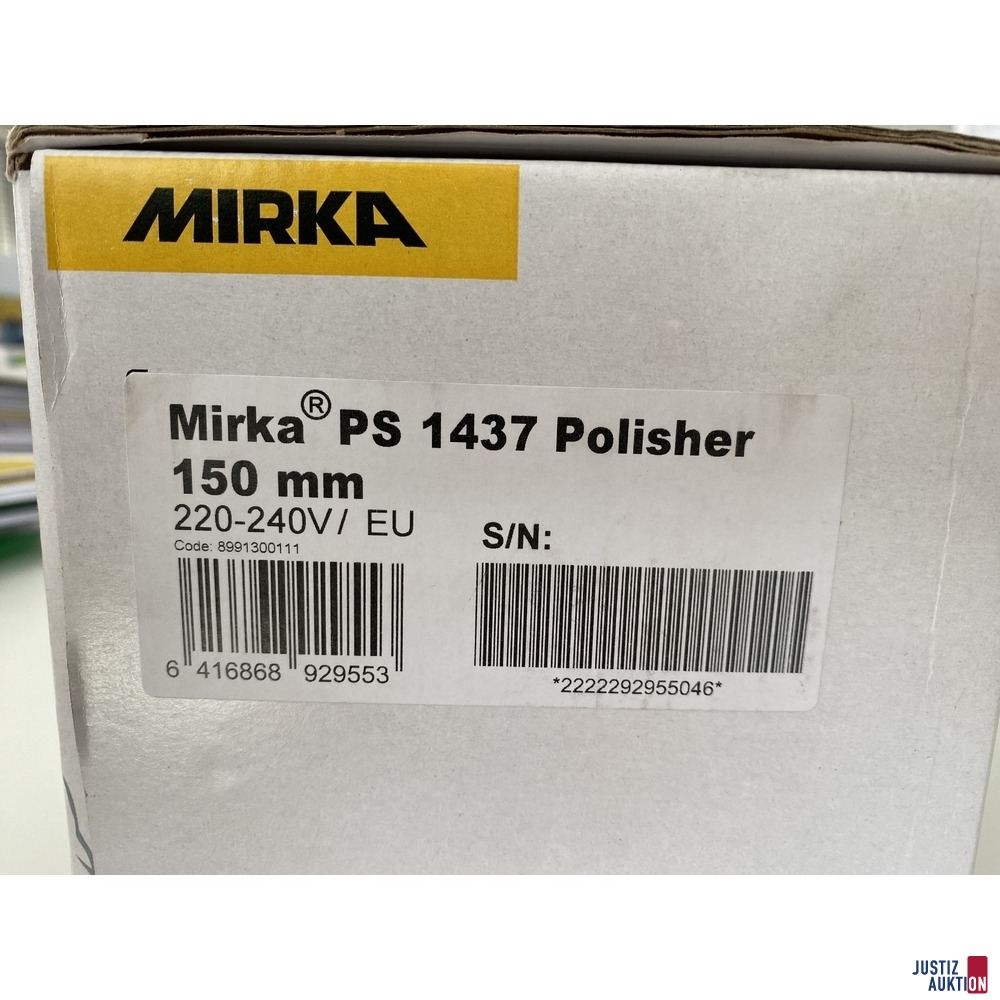 MIRKA
Mirka® PS 1437 Polisher
150 mm
220-240V/ EU
Code: 8991300111
S/N:
6 416868 929553
*2222292955046*
JUSTIZ
AUKTION